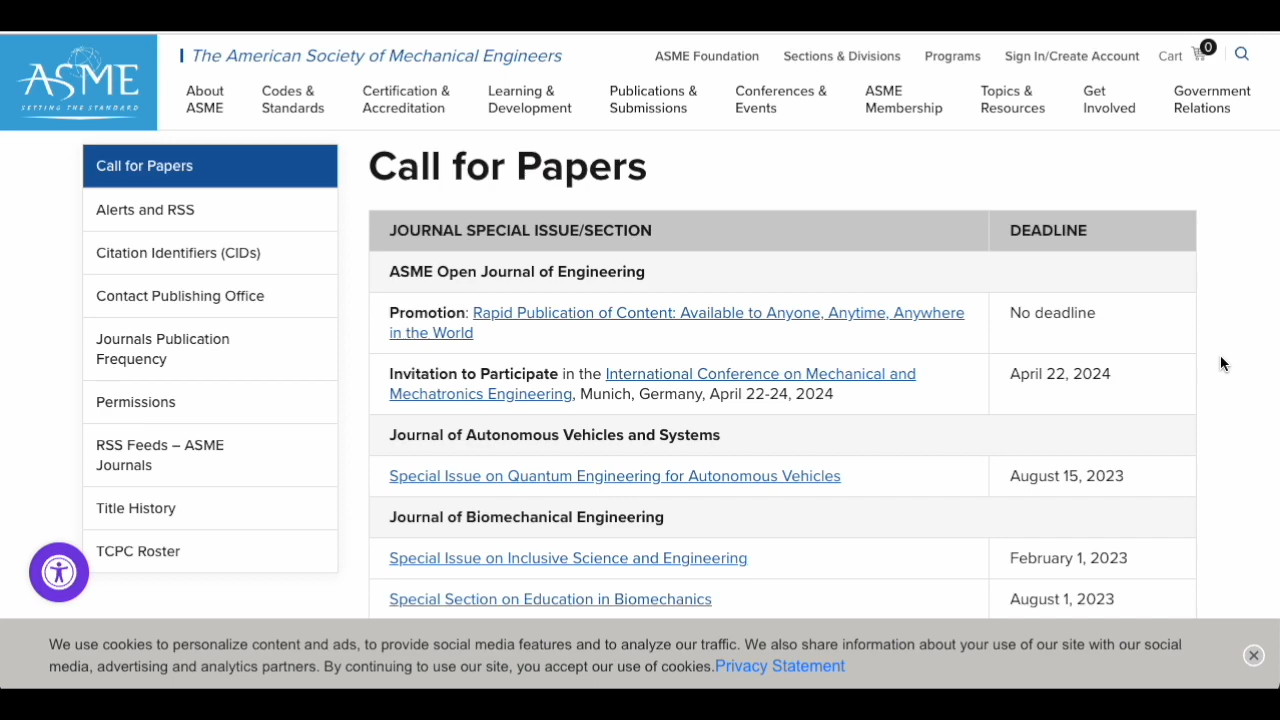 ASME
SETTING THE STANDARD
The American Society of Mechanical Engineers
ASME Foundation
Sections & Divisions
Programs
Sign In/Create Account
Cart
0
About
ASME
Codes &
Standards
Certification &
Accreditation
Learning &
Development
Publications &
Submissions
Conferences &
Events
ASME
Membership
Topics &
Resources
Get
Involved
Government
Relations
Call for Papers
Alerts and RSS
Citation Identifiers (CIDs)
Contact Publishing Office
Journals Publication
Frequency
Permissions
RSS Feeds – ASME
Journals
Title History
TCPC Roster
Call for Papers
JOURNAL SPECIAL ISSUE/SECTION
DEADLINE
ASME Open Journal of Engineering
Promotion: Rapid Publication of Content: Available to Anyone, Anytime, Anywhere
in the World
No deadline
Invitation to Participate in the International Conference on Mechanical and
Mechatronics Engineering, Munich, Germany, April 22-24, 2024
April 22, 2024
Journal of Autonomous Vehicles and Systems
Special Issue on Quantum Engineering for Autonomous Vehicles
August 15, 2023
Journal of Biomechanical Engineering
Special Issue on Inclusive Science and Engineering
February 1, 2023
Special Section on Education in Biomechanics
August 1, 2023
We use cookies to personalize content and ads, to provide social media features and to analyze our traffic. We also share information about your use of our site with our social
media, advertising and analytics partners. By continuing to use our site, you accept our use of cookies.Privacy Statement